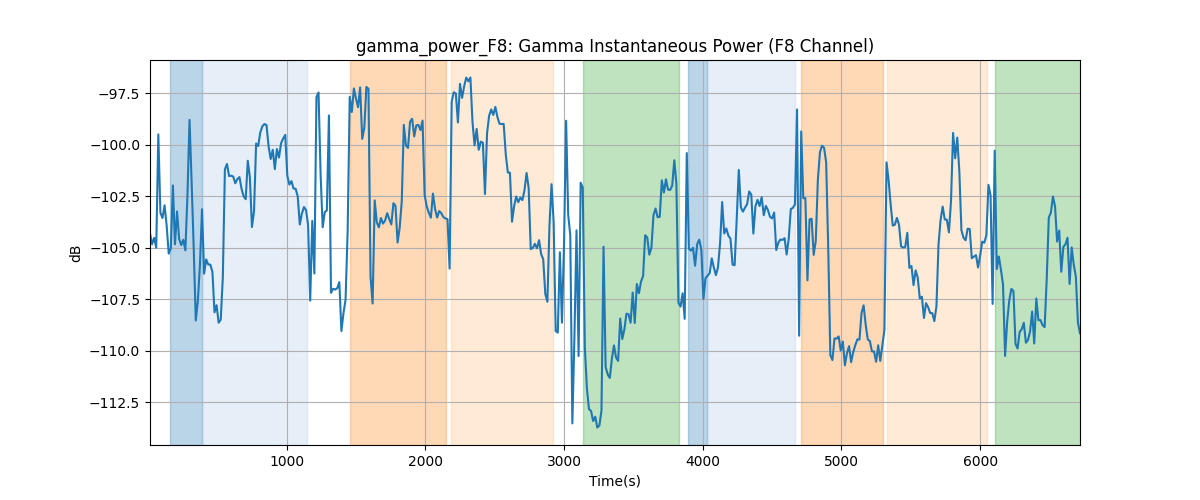 gamma_power_F8: Gamma Instantaneous Power (F8 Channel)
dB
−97.5
−100.0
−102.5
−105.0
−107.5
−110.0
−112.5
1000 2000 3000 4000 5000 6000
Time(s)